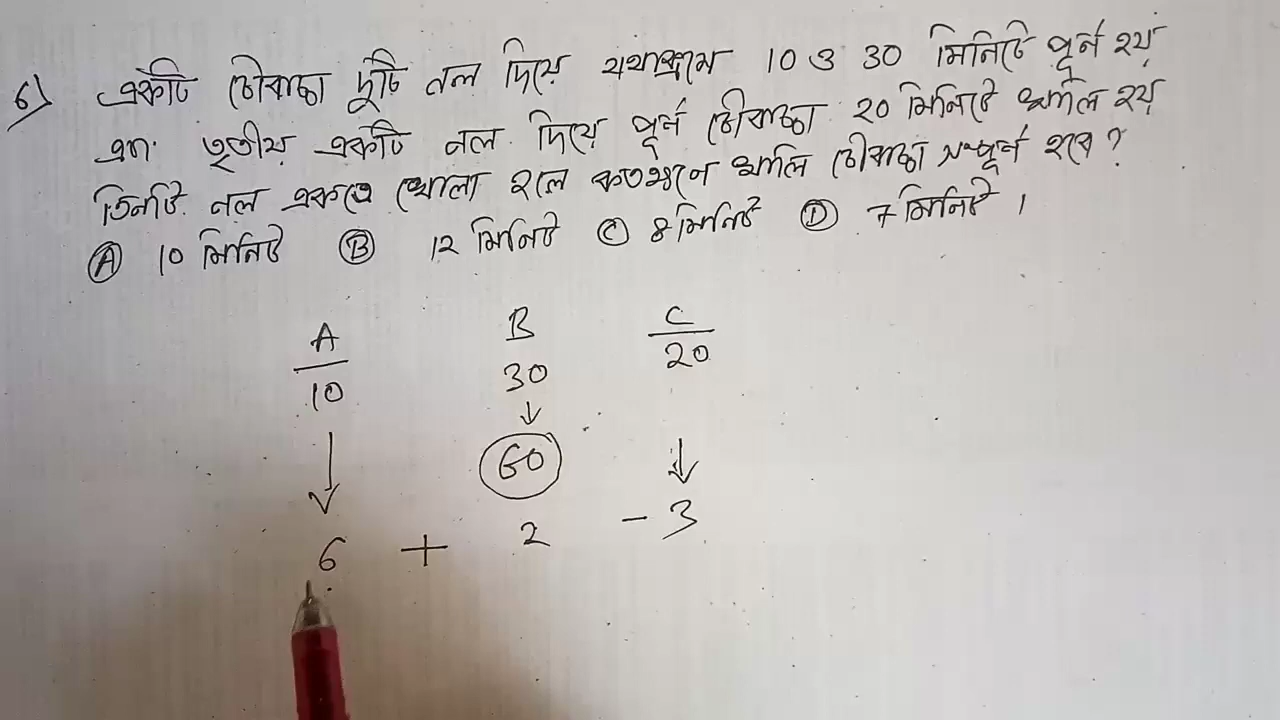 6) একটি চৌবাচ্চা দুটি নল দিয়ে যথাক্রমে 10 ও 30 মিনিটে পূর্ন হয়
এবং তৃতীয় একটি নল দিয়ে পূর্ন চৌবাচ্চা 20 মিনিটে খালি হয়
তিনটি নল একত্রে খোলা হলে কতক্ষনে খালি চৌবাচ্চা সম্পূর্ন হবে ?
Ⓐ 10 মিনিটে Ⓑ 12 মিনিটে Ⓒ 8 মিনিটে Ⓓ 7 মিনিটে ।
A B C
10 30 20
↓
↓ 60 ↓
6 + 2 - 3